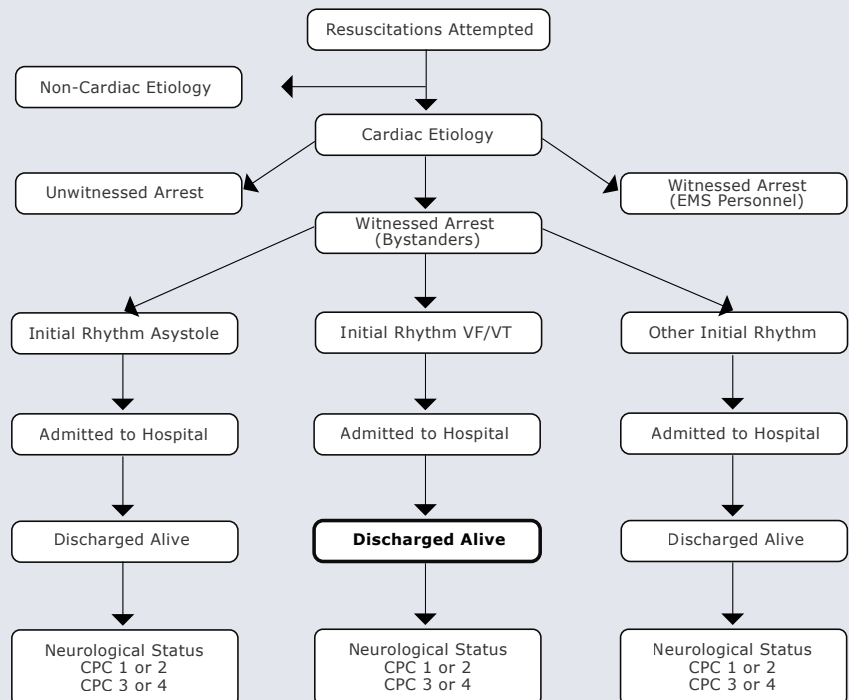 Resuscitations Attempted
Non-Cardiac Etiology
Cardiac Etiology
Unwitnessed Arrest
Witnessed Arrest
(EMS Personnel)
Witnessed Arrest
(Bystanders)
Initial Rhythm Asystole
Initial Rhythm VF/VT
Other Initial Rhythm
Admitted to Hospital
Admitted to Hospital
Admitted to Hospital
Discharged Alive
Discharged Alive
Discharged Alive
Neurological Status
CPC 1 or 2
CPC 3 or 4
Neurological Status
CPC 1 or 2
CPC 3 or 4
Neurological Status
CPC 1 or 2
CPC 3 or 4